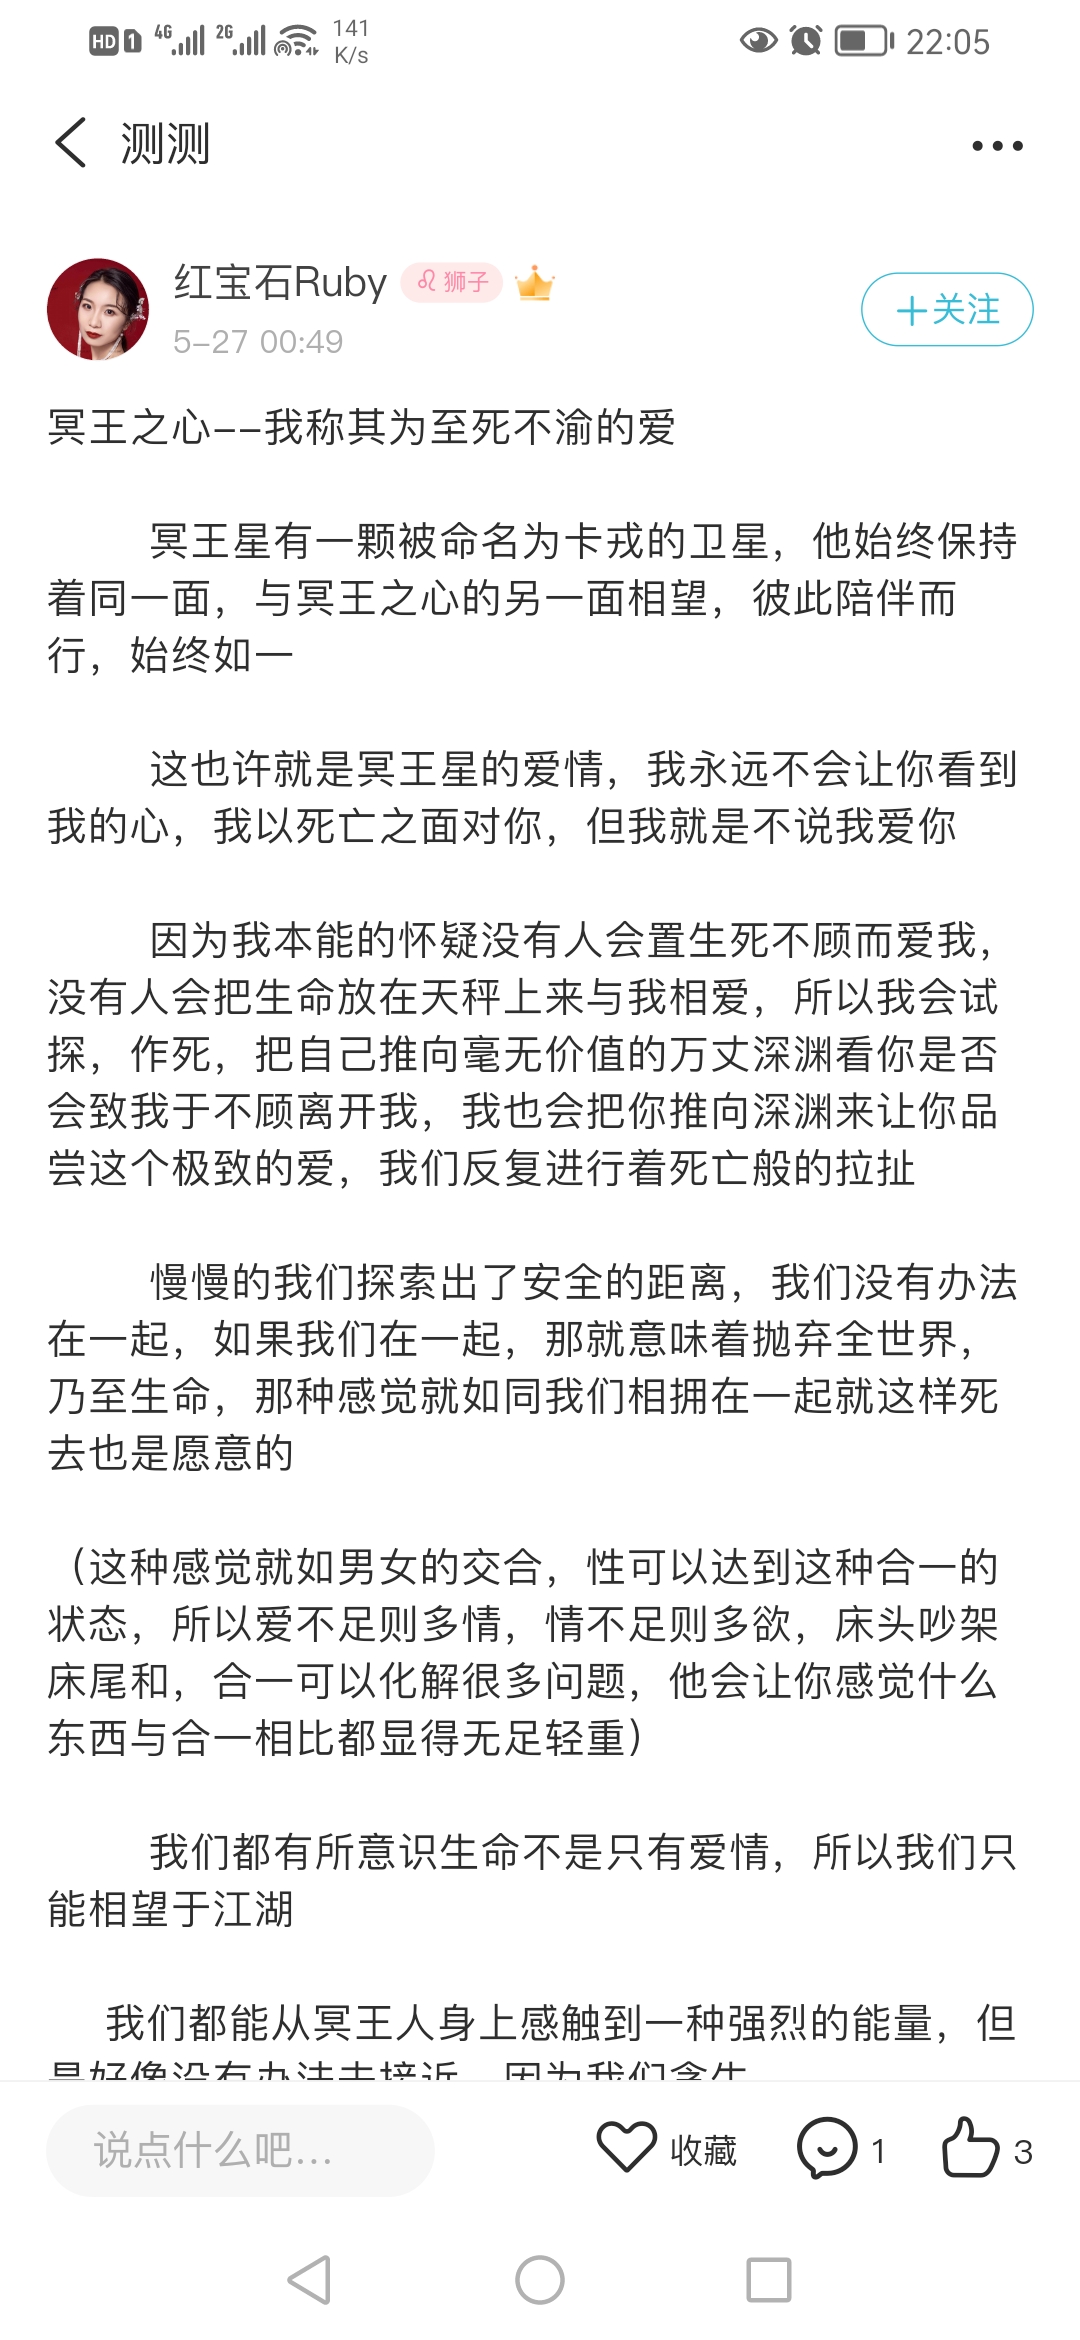 HD 1 4G 2G 141 K/s 22:05
测测
红宝石Ruby 狮子
5-27 00:49
+关注
冥王之心--我称其为至死不渝的爱
冥王星有一颗被命名为卡戎的卫星，他始终保持
着同一面，与冥王之心的另一面相望，彼此陪伴而
行，始终如一
这也许就是冥王星的爱情，我永远不会让你看到
我的心，我以死亡之面对你，但我就是不说我爱你
因为我本能的怀疑没有人会置生死不顾而爱我，
没有人会把生命放在天秤上来与我相爱，所以我会试
探，作死，把自己推向毫无价值的万丈深渊看你是否
会致我于不顾离开我，我也会把你推向深渊来让你品
尝这个极致的爱，我们反复进行着死亡般的拉扯
慢慢的我们探索出了安全的距离，我们没有办法
在一起，如果我们在一起，那就意味着抛弃全世界，
乃至生命，那种感觉就如同我们相拥在一起就这样死
去也是愿意的
（这种感觉就如男女的交合，性可以达到这种合一的
状态，所以爱不足则多情，情不足则多欲，床头吵架
床尾和，合一可以化解很多问题，他会让你感觉什么
东西与合一相比都显得无足轻重）
我们都有所意识生命不是只有爱情，所以我们只
能相望于江湖
我们都能从冥王人身上感触到一种强烈的能量，但
是好像没有办法去接近，因为我们贪生
说点什么吧... 收藏 1 3